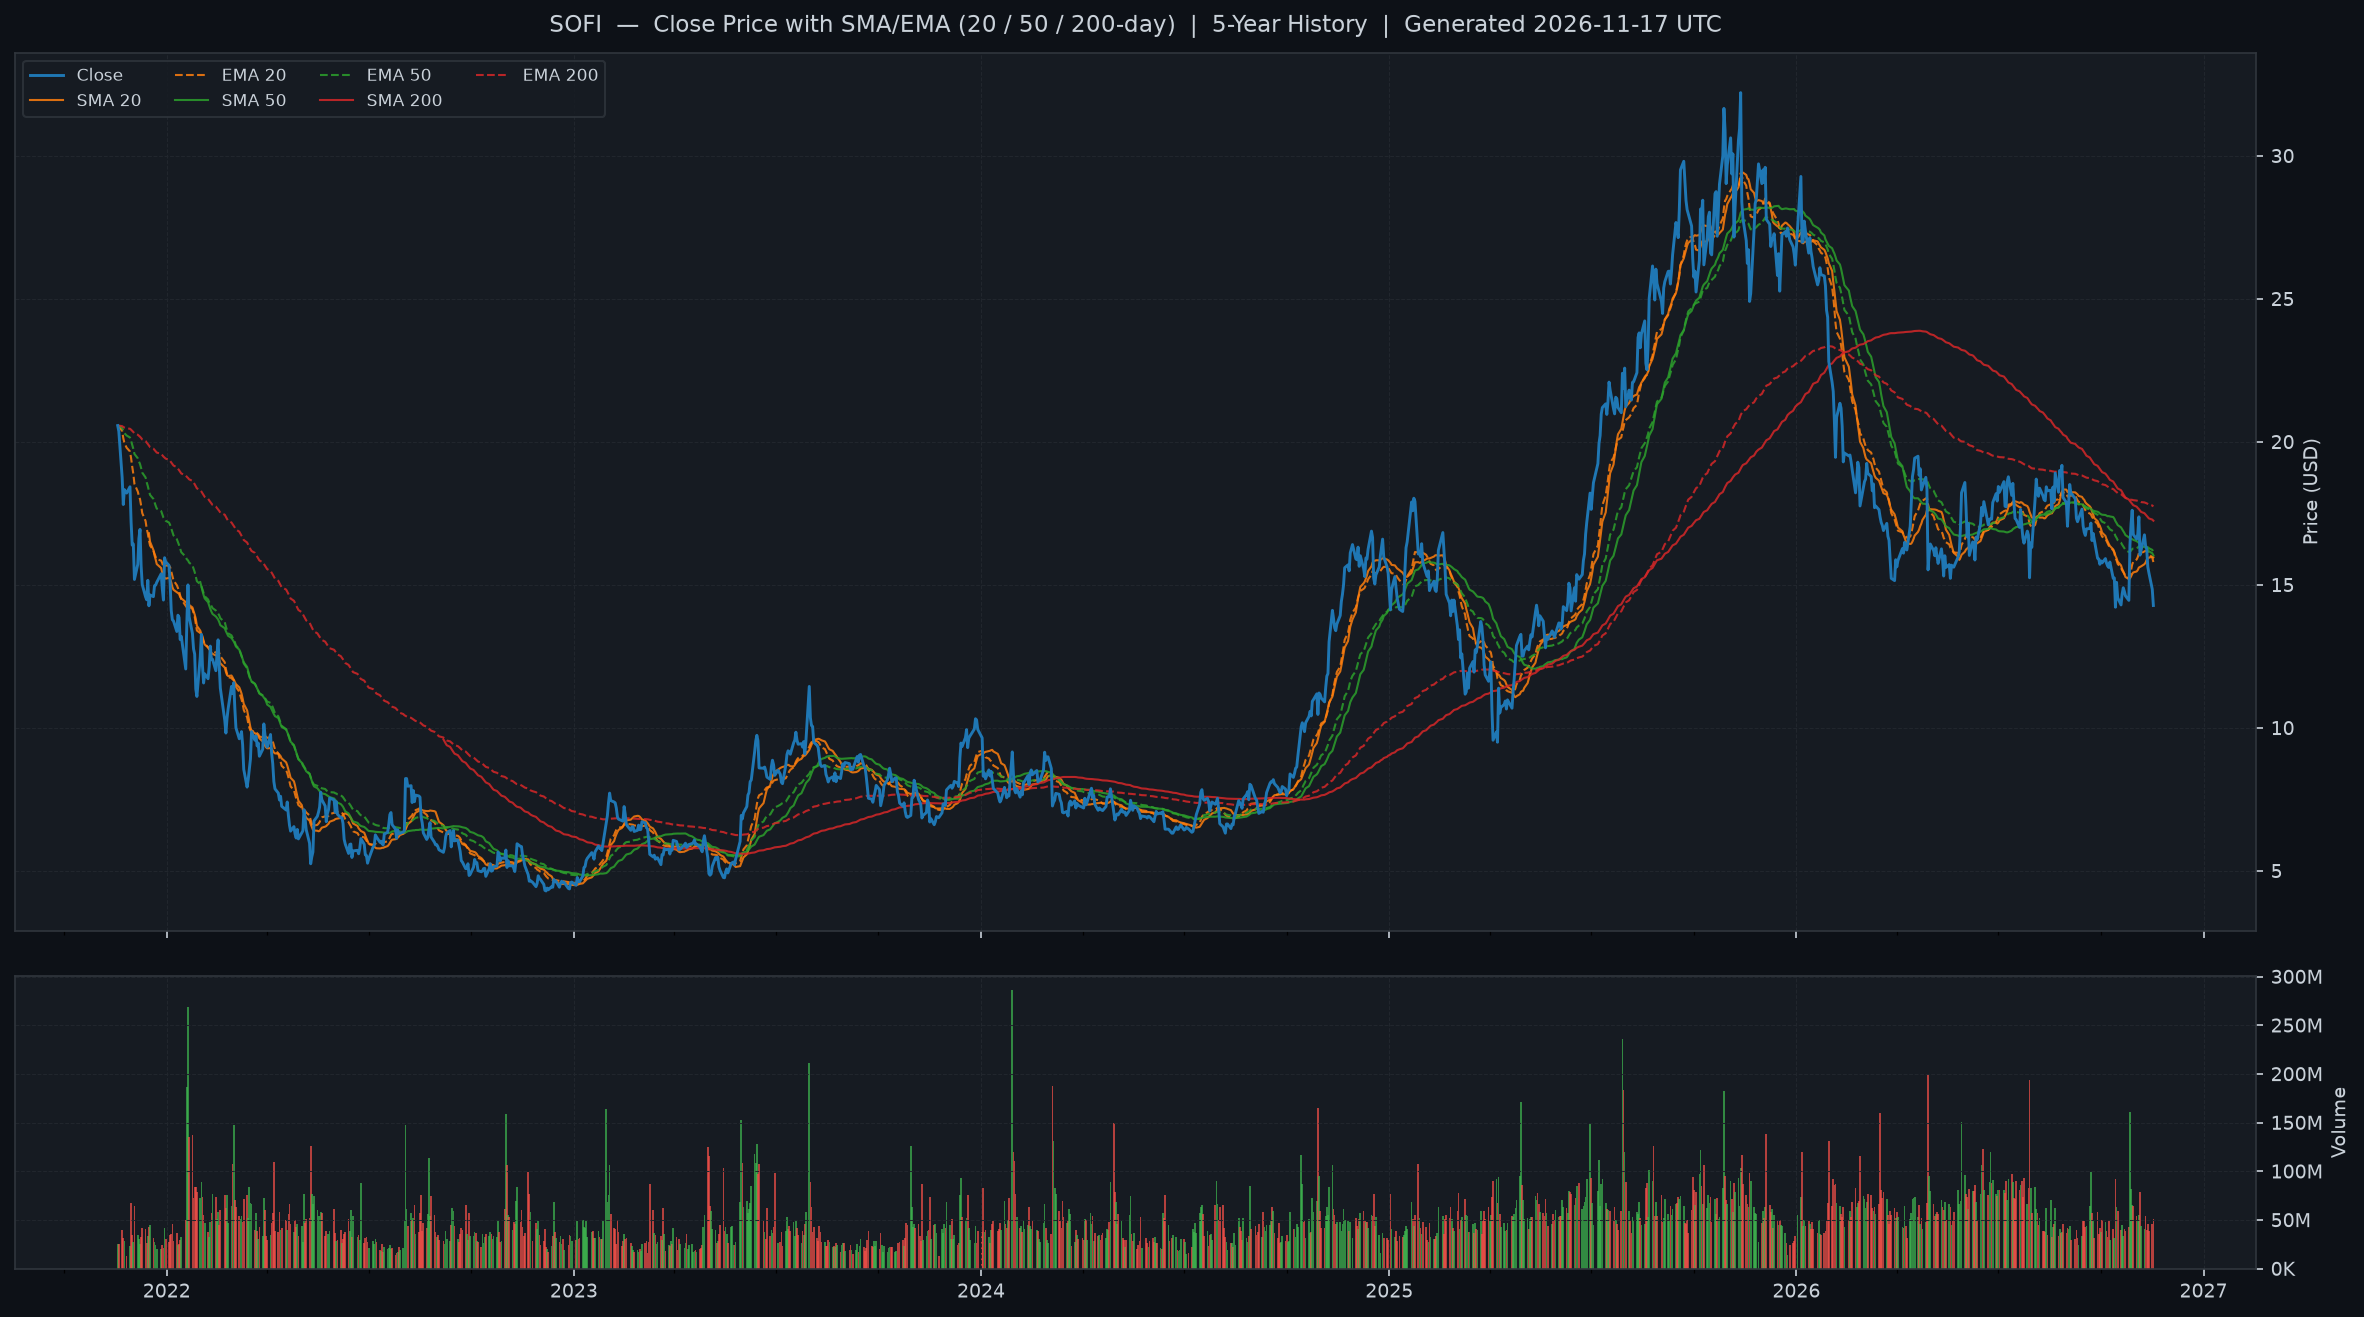 SOFI — Close Price with SMA/EMA (20 / 50 / 200-day) | 5-Year History | Generated 2026-11-17 UTC
Close EMA 20 EMA 50 EMA 200
SMA 20 SMA 50 SMA 200
30
25
20
15
10
5
Price (USD)
300M
250M
200M
150M
100M
50M
0K
Volume
2022 2023 2024 2025 2026 2027